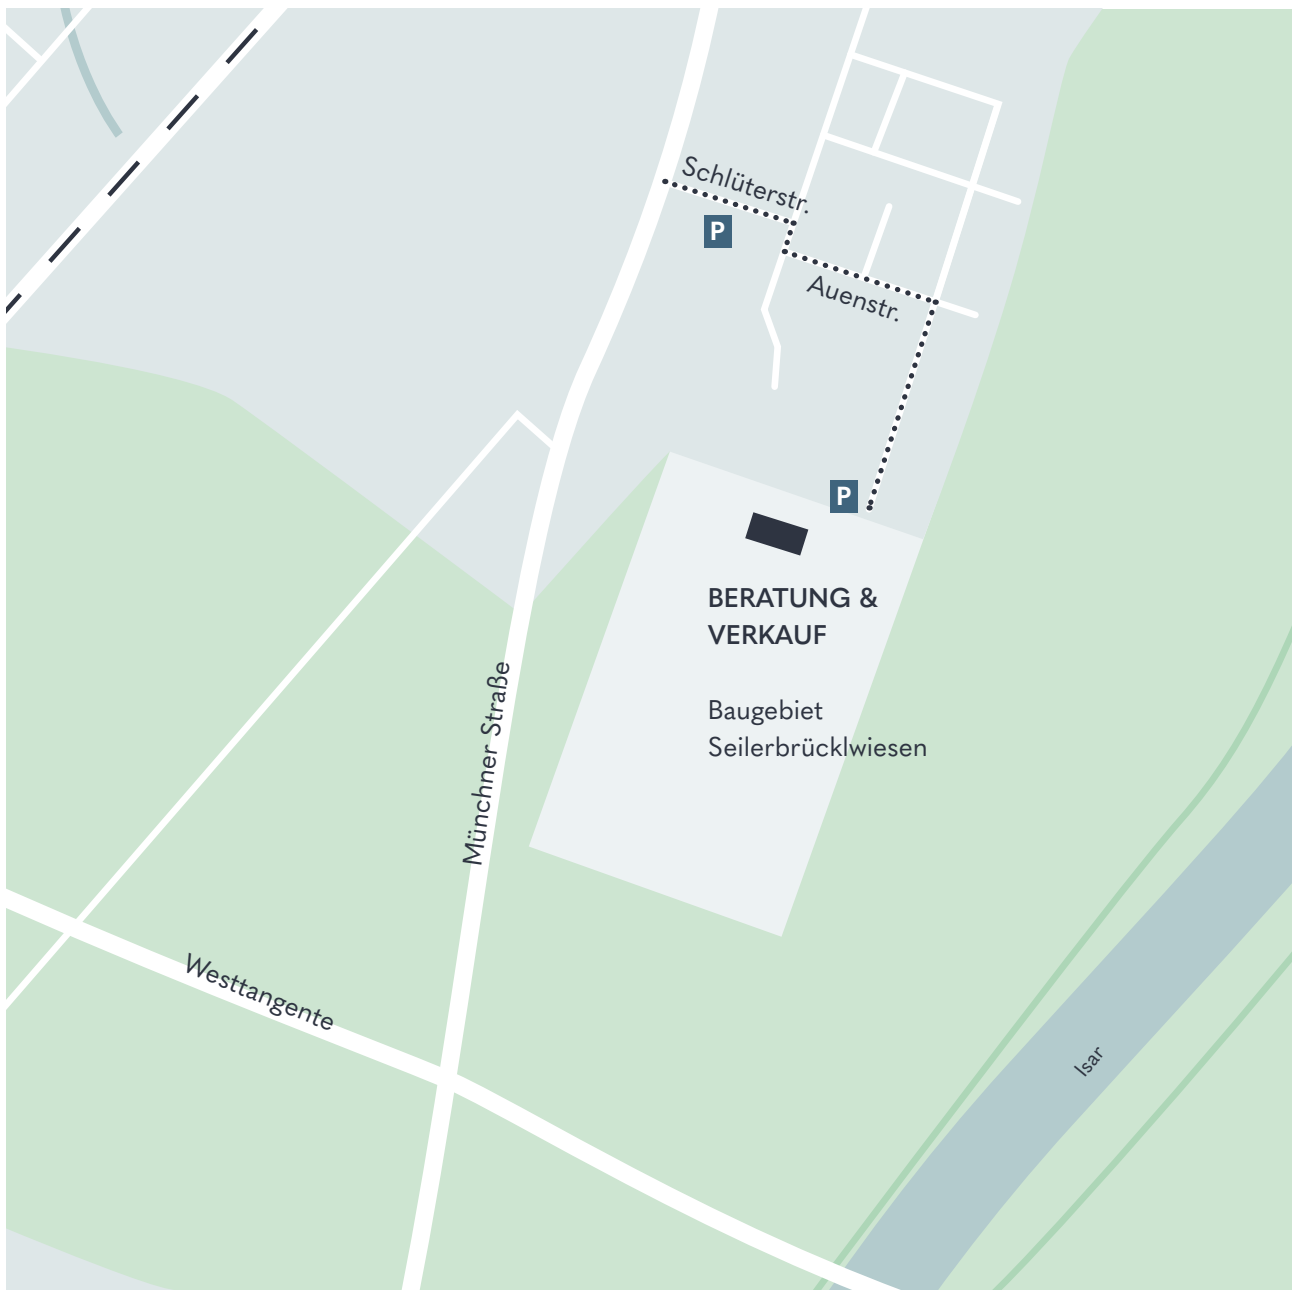 Schlüterstr.
P
Auenstr.
P
BERATUNG &
VERKAUF
Baugebiet
Seilerbrücklwiesen
Münchner Straße
Westtangente
Isar